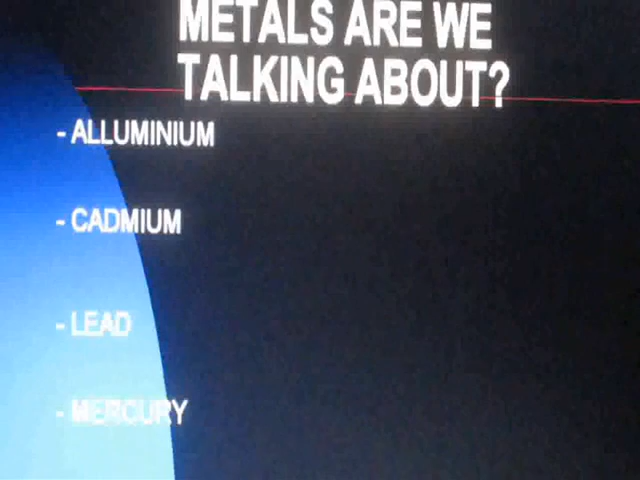 METALS ARE WE
TALKING ABOUT?
- ALLUMINIUM
- CADMIUM
- LEAD
- MERCURY